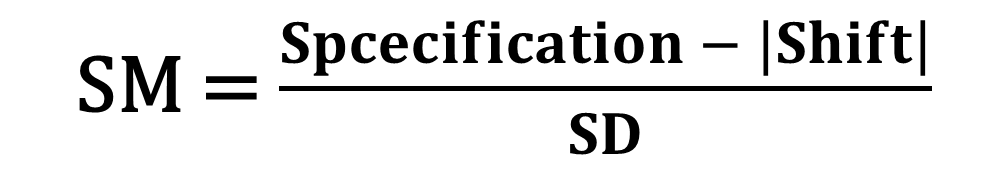 SM = Spcecification − |Shift|
SD